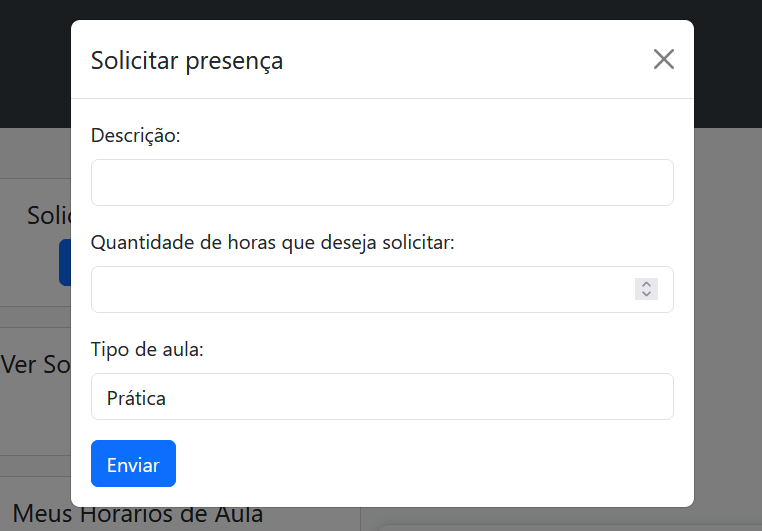 Solicitar presença
Descrição:
Solic
Quantidade de horas que deseja solicitar:
Tipo de aula:
Ver So
Prática
Enviar
Meus Horários de Aula